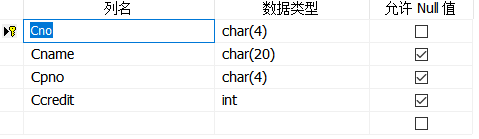 列名 数据类型 允许 Null 值
Cno char(4)
Cname char(20)
Cpno char(4)
Ccredit int